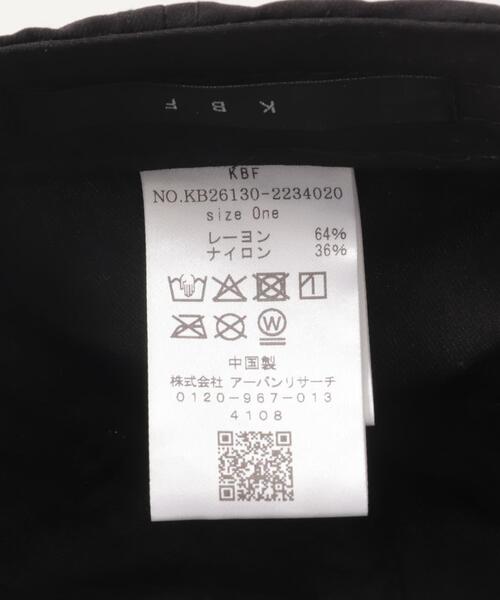 KBF
KBF
NO.KB26130-2234020
size One
レーヨン 64%
ナイロン 36%
W
中国製
株式会社 アーバンリサーチ
0120-967-013
4108